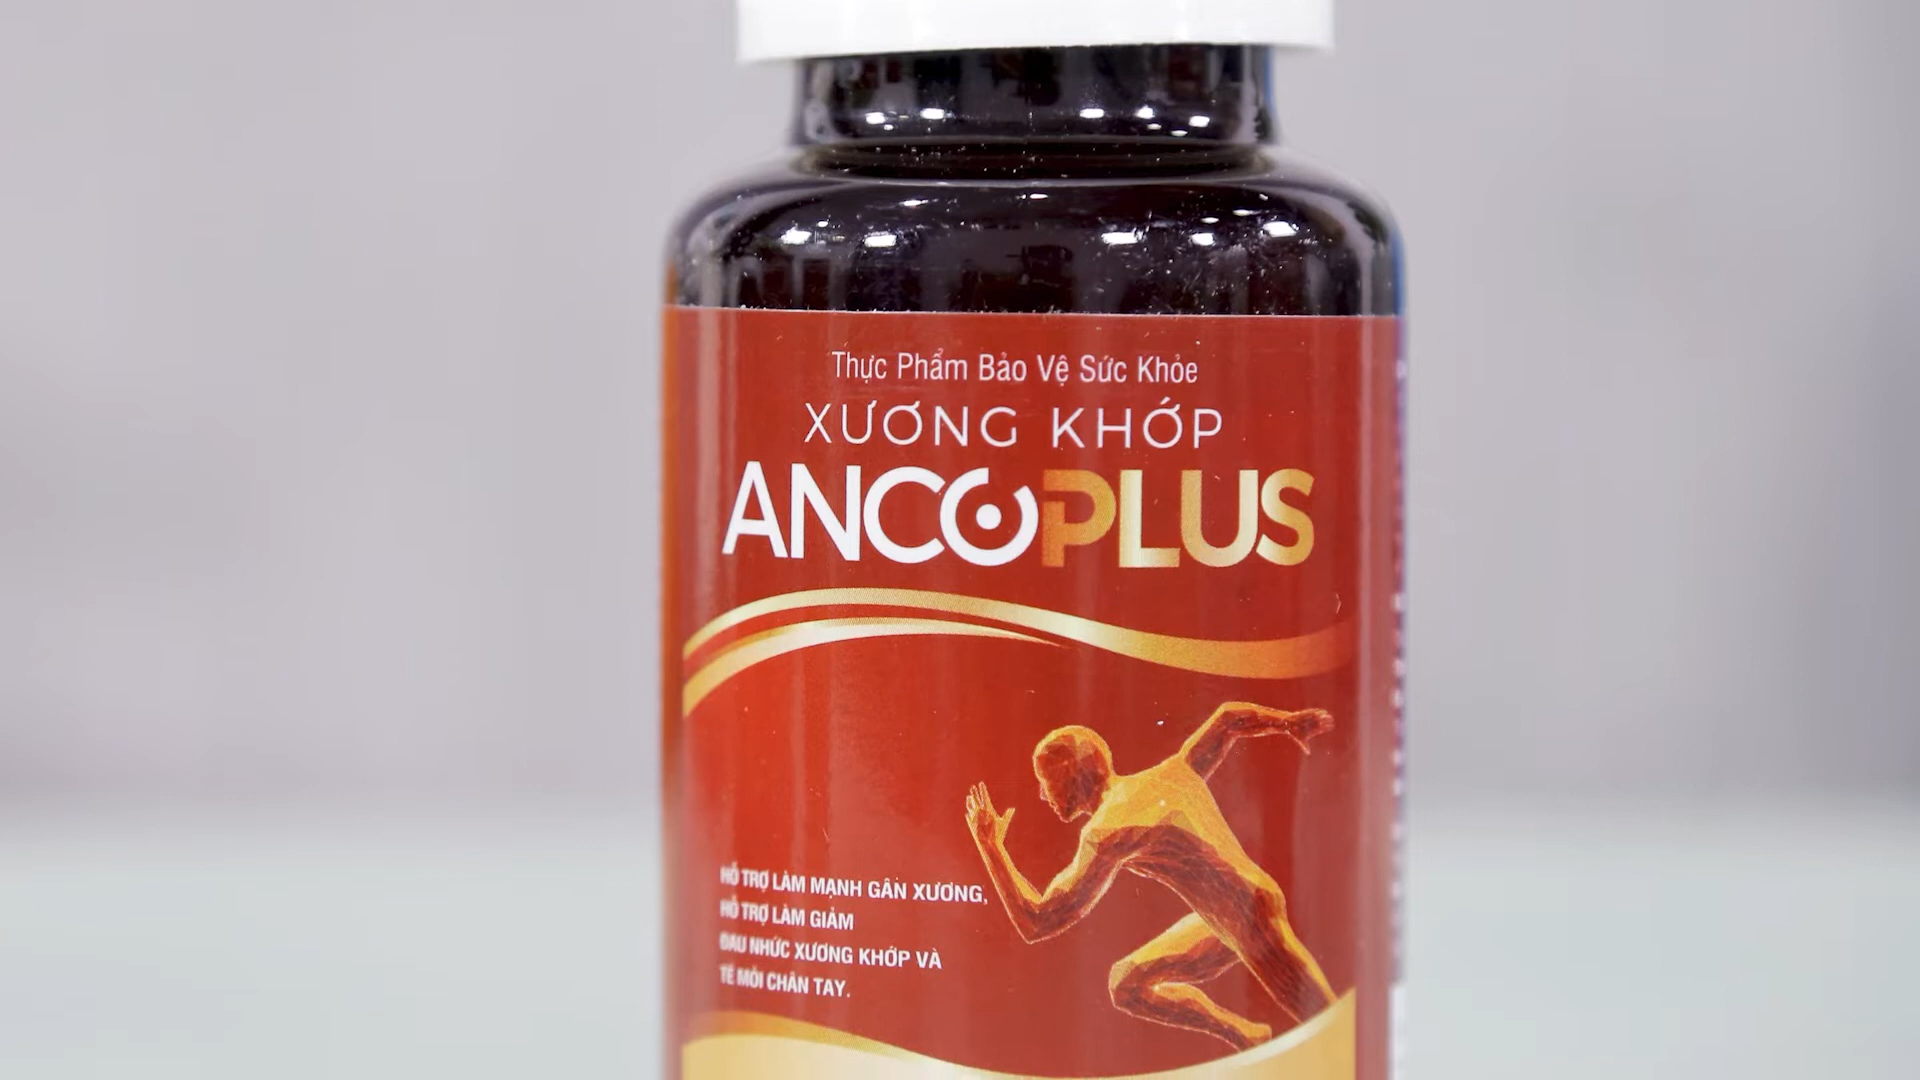 Thực Phẩm Bảo Vệ Sức Khỏe
XƯƠNG KHỚP
ANCOPLUS
HỖ TRỢ LÀM MẠNH GÂN XƯƠNG,
HỖ TRỢ LÀM GIẢM
ĐAU NHỨC XƯƠNG KHỚP VÀ
TÊ MỎI CHÂN TAY.